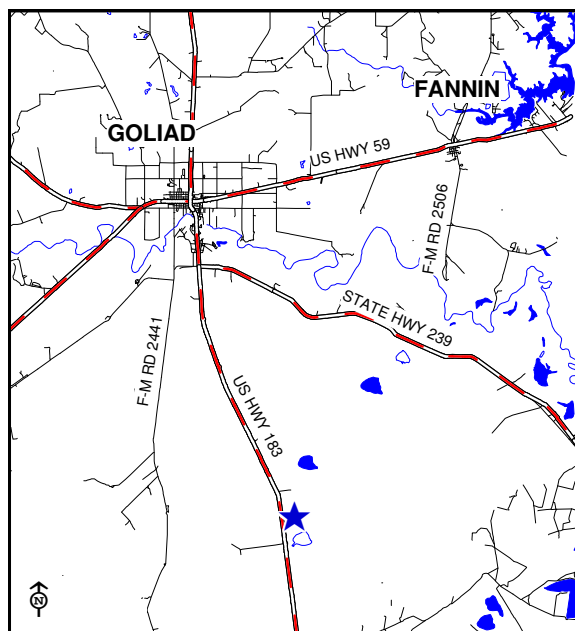 FANNIN
GOLIAD
US HWY 59
F-M RD 2506
STATE HWY 239
F-M RD 2441
US HWY 183
N